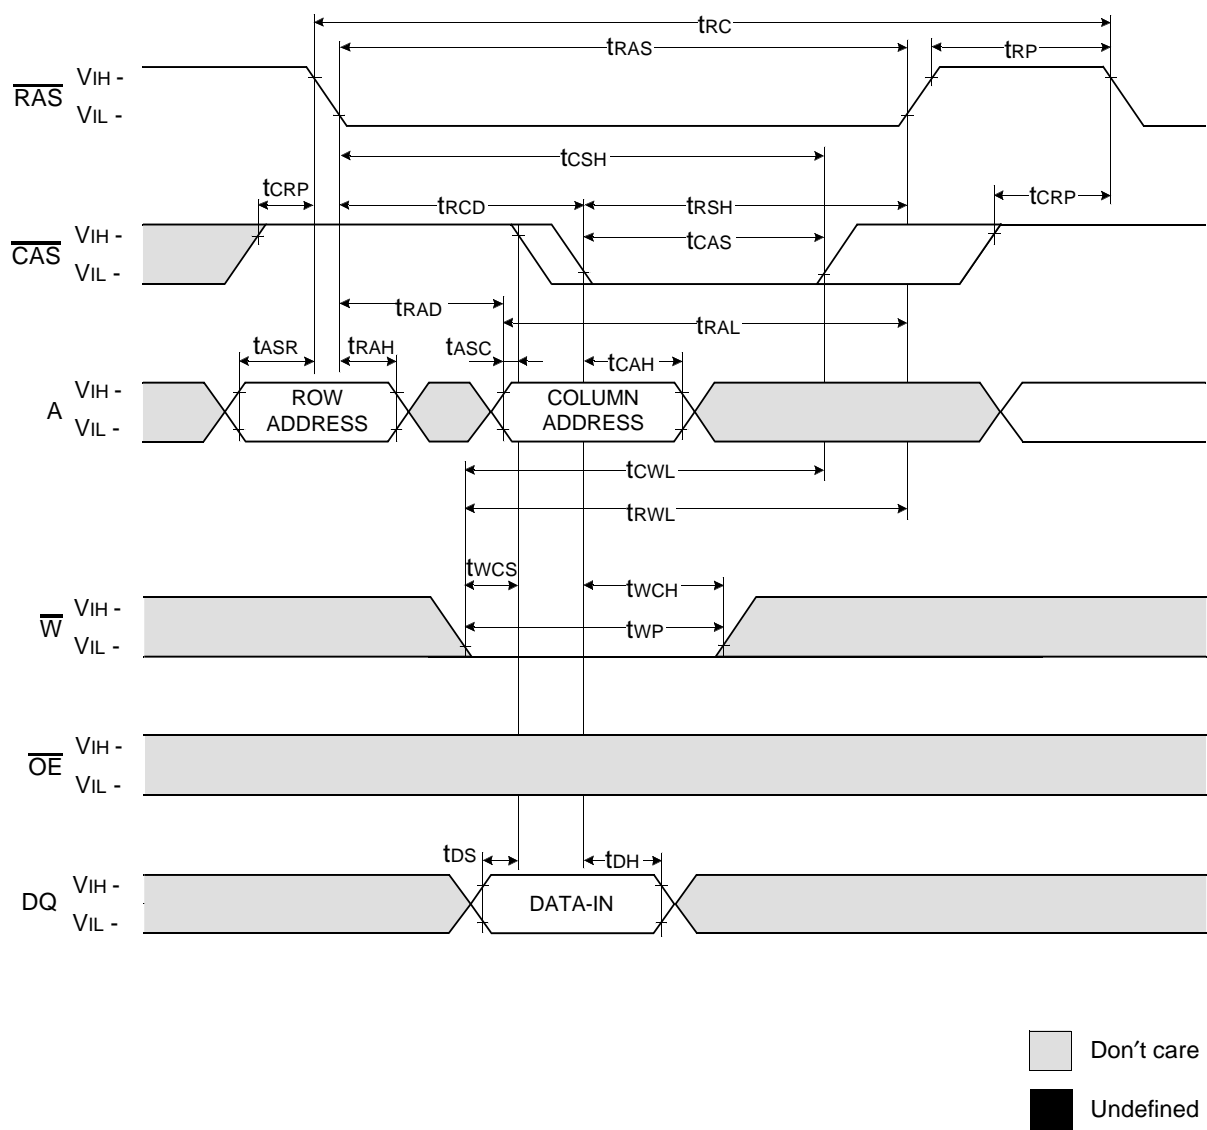 tRC
tRAS
tRP
RAS
VIH -
VIL -
tCSH
tCRP
tRCD
tRSH
tCRP
CAS
VIH -
VIL -
tCAS
tRAD
tRAL
tASR
tRAH
tASC
tCAH
A
VIH -
VIL -
ROW
ADDRESS
COLUMN
ADDRESS
tCWL
tRWL
tWCS
tWCH
W
VIH -
VIL -
tWP
OE
VIH -
VIL -
tDS
tDH
DQ
VIH -
VIL -
DATA-IN
Don′t care
Undefined